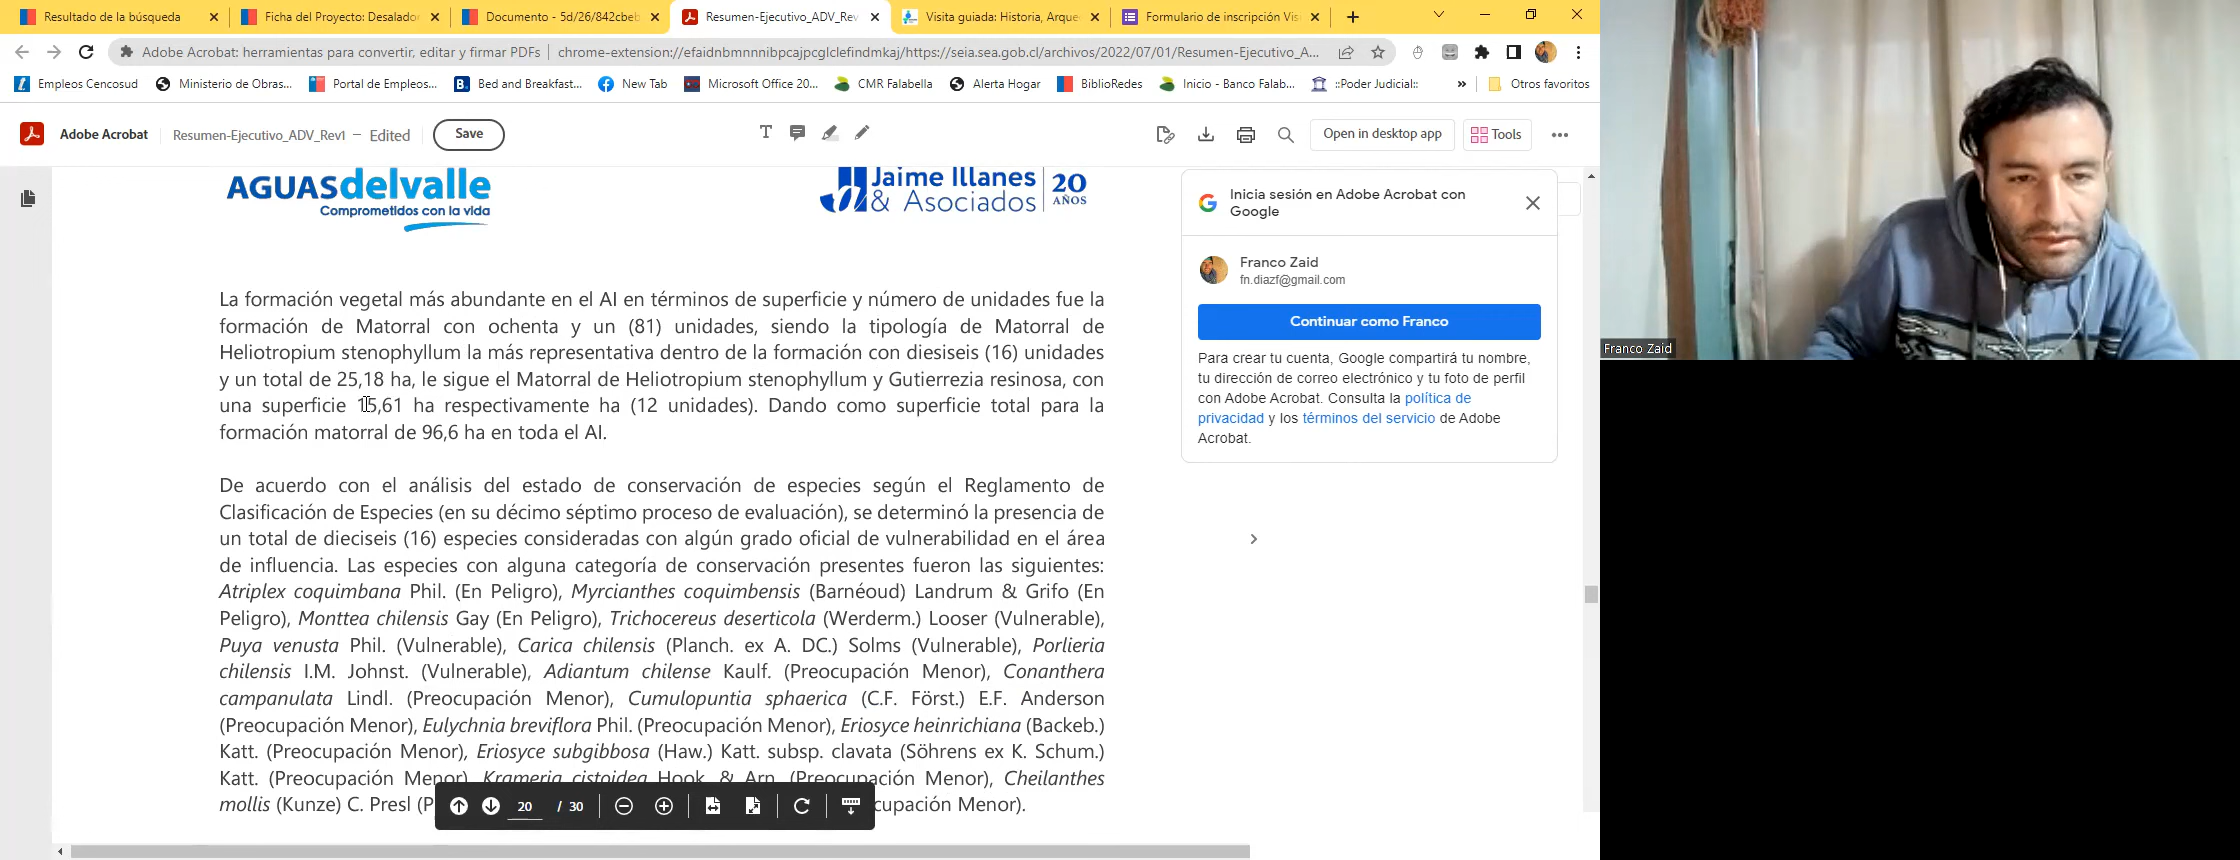 Resultado de la búsqueda
Ficha del Proyecto: Desalador
Documento - 5d/26/842cbeb
Resumen-Ejecutivo_ADV_Rev
Visita guiada: Historia, Arque
Formulario de inscripción Vis
Adobe Acrobat: herramientas para convertir, editar y firmar PDFs
chrome-extension://efaidnbmnnnibpcajpcglclefindmkaj/https://seia.sea.gob.cl/archivos/2022/07/01/Resumen-Ejecutivo_A...
Empleos Cencosud
Ministerio de Obras...
Portal de Empleos...
Bed and Breakfast...
New Tab
Microsoft Office 20...
CMR Falabella
Alerta Hogar
BiblioRedes
Inicio - Banco Falab...
::Poder Judicial::
»
Otros favoritos
Adobe Acrobat
Resumen-Ejecutivo_ADV_Rev1 – Edited
Save
Open in desktop app
Tools
AGUASdelvalle
Comprometidos con la vida
Jaime Illanes
& Asociados
20
AÑOS
La formación vegetal más abundante en el AI en términos de superficie y número de unidades fue la
formación de Matorral con ochenta y un (81) unidades, siendo la tipología de Matorral de
Heliotropium stenophyllum la más representativa dentro de la formación con diesiseis (16) unidades
y un total de 25,18 ha, le sigue el Matorral de Heliotropium stenophyllum y Gutierrezia resinosa, con
una superficie 15,61 ha respectivamente ha (12 unidades). Dando como superficie total para la
formación matorral de 96,6 ha en toda el AI.
De acuerdo con el análisis del estado de conservación de especies según el Reglamento de
Clasificación de Especies (en su décimo séptimo proceso de evaluación), se determinó la presencia de
un total de dieciseis (16) especies consideradas con algún grado oficial de vulnerabilidad en el área
de influencia. Las especies con alguna categoría de conservación presentes fueron las siguientes:
Atriplex coquimbana Phil. (En Peligro), Myrcianthes coquimbensis (Barnéoud) Landrum & Grifo (En
Peligro), Monttea chilensis Gay (En Peligro), Trichocereus deserticola (Werderm.) Looser (Vulnerable),
Puya venusta Phil. (Vulnerable), Carica chilensis (Planch. ex A. DC.) Solms (Vulnerable), Porlieria
chilensis I.M. Johnst. (Vulnerable), Adiantum chilense Kaulf. (Preocupación Menor), Conanthera
campanulata Lindl. (Preocupación Menor), Cumulopuntia sphaerica (C.F. Först.) E.F. Anderson
(Preocupación Menor), Eulychnia breviflora Phil. (Preocupación Menor), Eriosyce heinrichiana (Backeb.)
Katt. (Preocupación Menor), Eriosyce subgibbosa (Haw.) Katt. subsp. clavata (Söhrens ex K. Schum.)
Katt. (Preocupación Menor), Krameria cistoidea Hook. & Arn. (Preocupación Menor), Cheilanthes
mollis (Kunze) C. Presl (P cupación Menor).
20 / 30
Inicia sesión en Adobe Acrobat con
Google
Franco Zaid
fn.diazf@gmail.com
Continuar como Franco
Para crear tu cuenta, Google compartirá tu nombre,
tu dirección de correo electrónico y tu foto de perfil
con Adobe Acrobat. Consulta la política de
privacidad y los términos del servicio de Adobe
Acrobat.
Franco Zaid